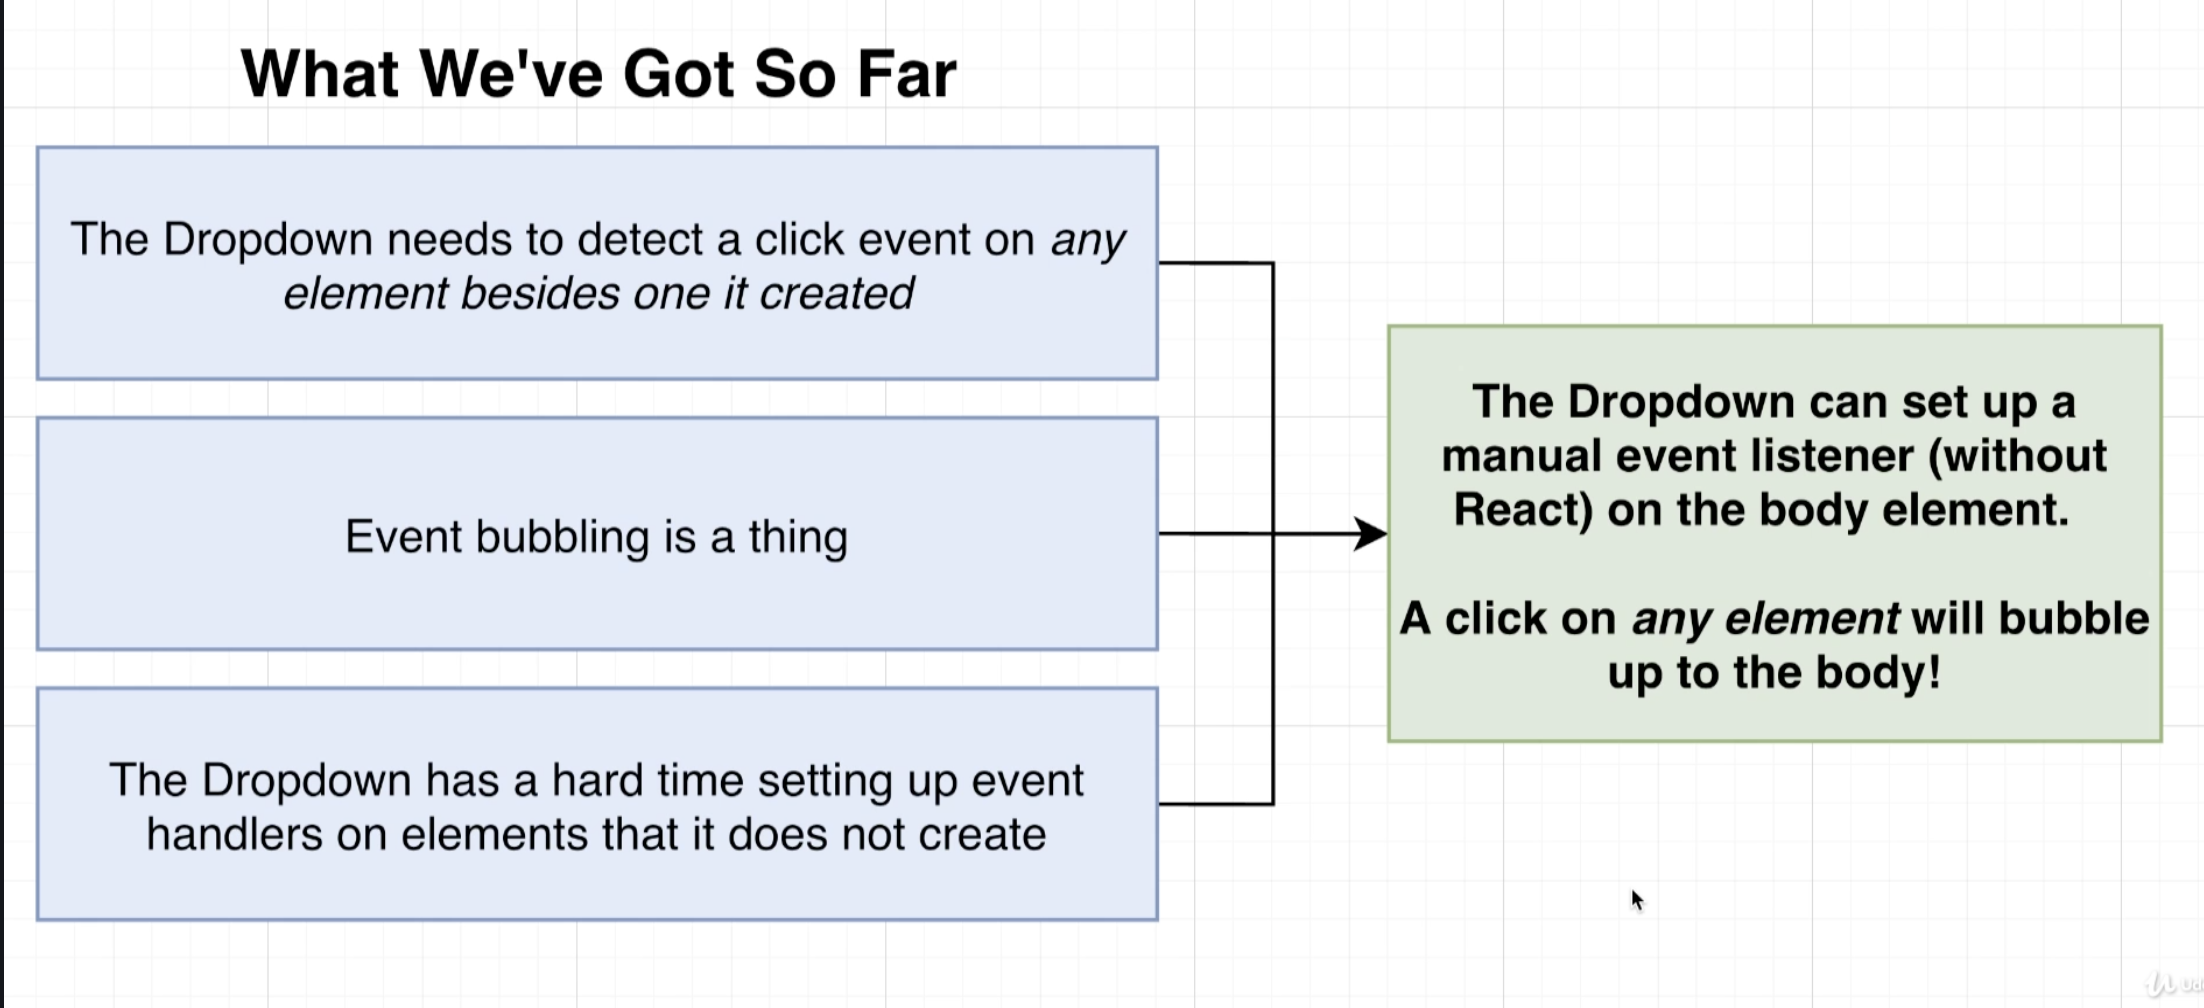 What We've Got So Far
The Dropdown needs to detect a click event on any
element besides one it created
Event bubbling is a thing
The Dropdown has a hard time setting up event
handlers on elements that it does not create
The Dropdown can set up a
manual event listener (without
React) on the body element.
A click on any element will bubble
up to the body!